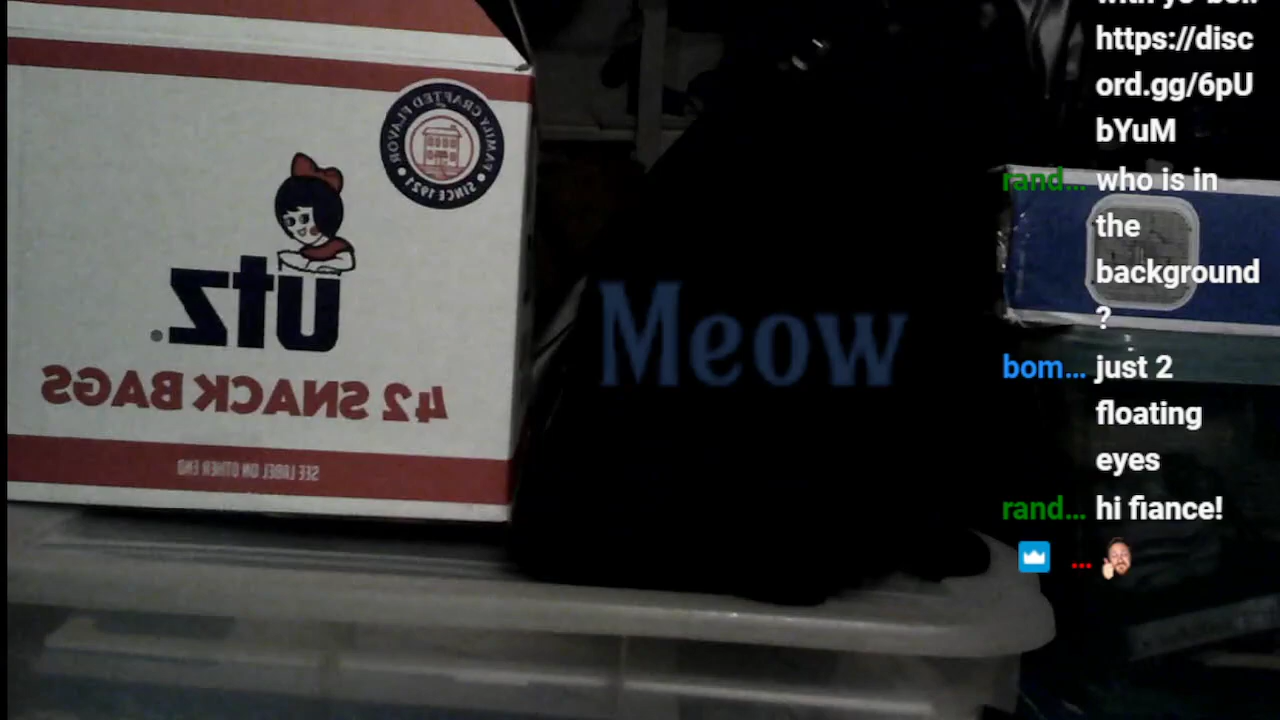 FAMILY CRAFTED FLAVOR
SINCE 1921
utz.
42 SNACK BAGS
SEE LABEL ON OTHER END
Meow
https://disc
ord.gg/6pU
bYuM
rand... who is in
the
background
?
bom... just 2
floating
eyes
rand... hi fiance!
...